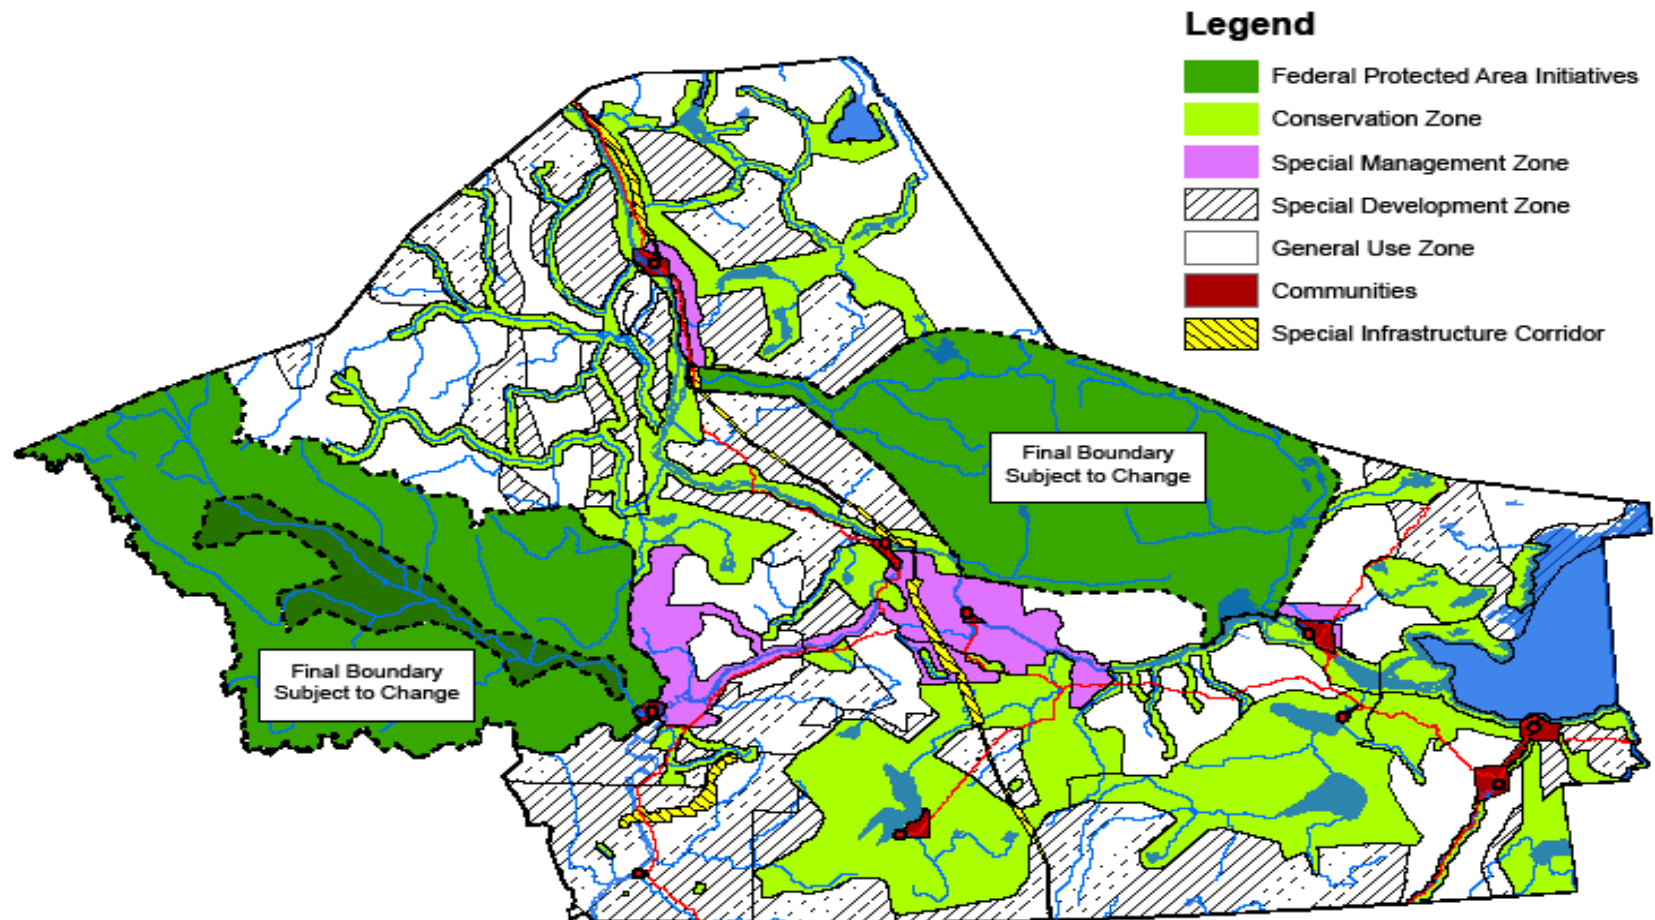 Legend
Federal Protected Area Initiatives
Conservation Zone
Special Management Zone
Special Development Zone
General Use Zone
Communities
Special Infrastructure Corridor
Final Boundary
Subject to Change
Final Boundary
Subject to Change